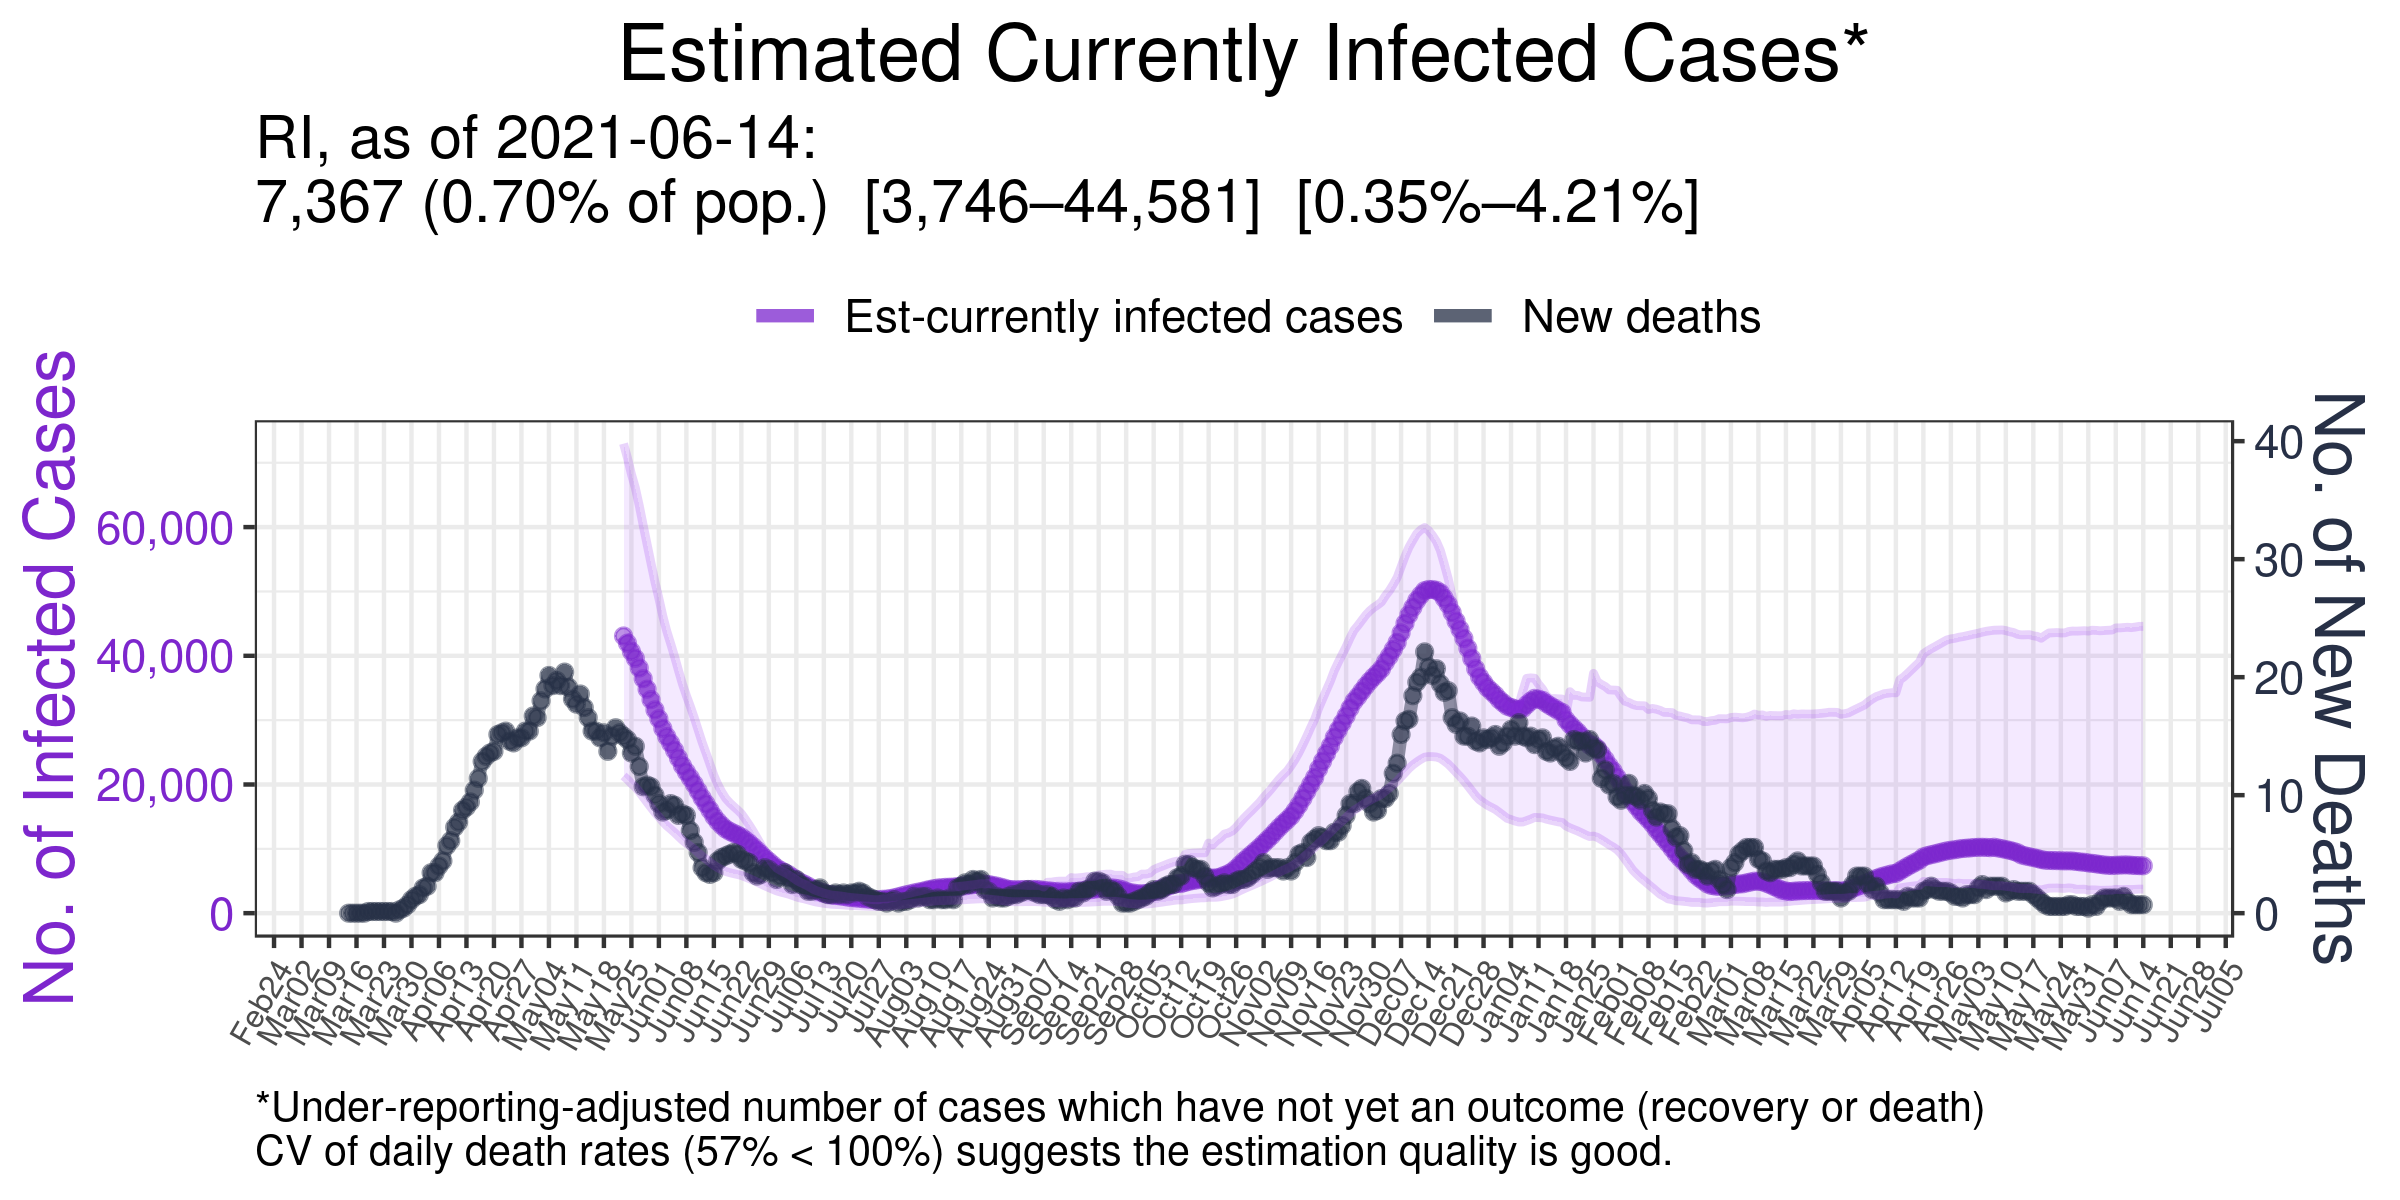 Estimated Currently Infected Cases*
RI, as of 2021-06-14:
7,367 (0.70% of pop.) [3,746–44,581] [0.35%–4.21%]
Est-currently infected cases New deaths
No. of Infected Cases
60,000
40,000
20,000
0
40
30
20
10
0
No. of New Deaths
Feb24 Mar02 Mar09 Mar16 Mar23 Mar30 Apr06 Apr13 Apr20 Apr27 May04 May11 May18 May25 Jun01 Jun08 Jun15 Jun22 Jun29 Jul06 Jul13 Jul20 Jul27 Aug03 Aug10 Aug17 Aug24 Aug31 Sep07 Sep14 Sep21 Sep28 Oct05 Oct12 Oct19 Oct26 Nov02 Nov09 Nov16 Nov23 Nov30 Dec07 Dec14 Dec21 Dec28 Jan04 Jan11 Jan18 Jan25 Feb01 Feb08 Feb15 Feb22 Mar01 Mar08 Mar15 Mar22 Mar29 Apr05 Apr12 Apr19 Apr26 May03 May10 May17 May24 May31 Jun07 Jun14 Jun21 Jun28 Jul05
*Under-reporting-adjusted number of cases which have not yet an outcome (recovery or death)
CV of daily death rates (57% < 100%) suggests the estimation quality is good.